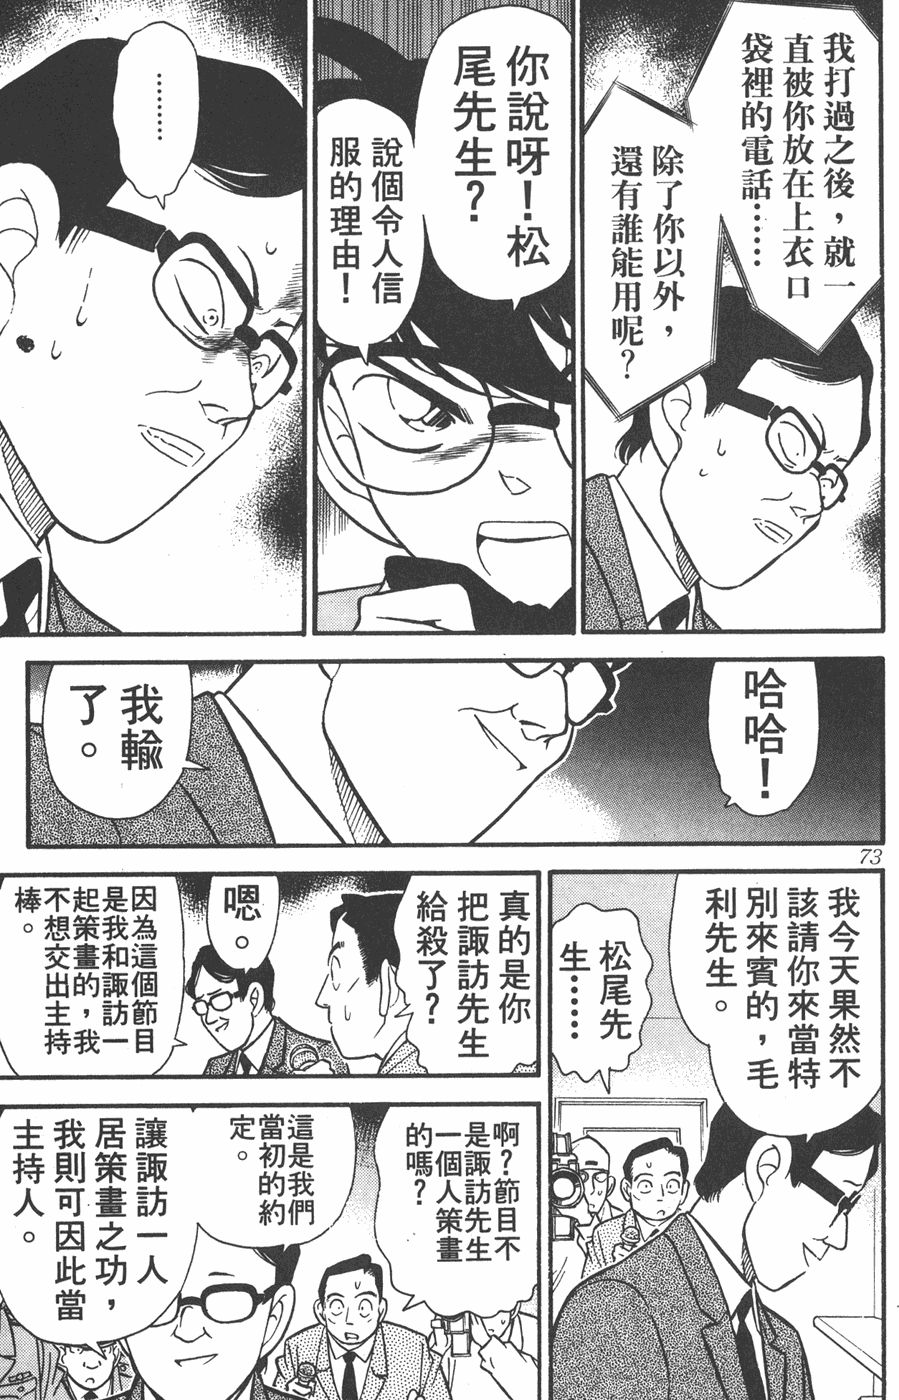 我打過之後，就一
直被你放在上衣口
袋裡的電話……
除了你以外，
還有誰能用呢？
你說呀！松
尾先生？
說個令人信
服的理由！
……
哈哈！
我輸
了。
73
我今天果然不
該請你來當特
別來賓的，毛
利先生。
松尾先
生……
真的是你
把諏訪先生
給殺了？
嗯。
因為這個節目
是我和諏訪一
起策畫的，我
不想交出主持
棒。
啊？節目不
是諏訪先生
一個人策畫
的嗎？
這是我們
當初的約
定。
讓諏訪一人
居策畫之功，
我則可因此當
主持人。